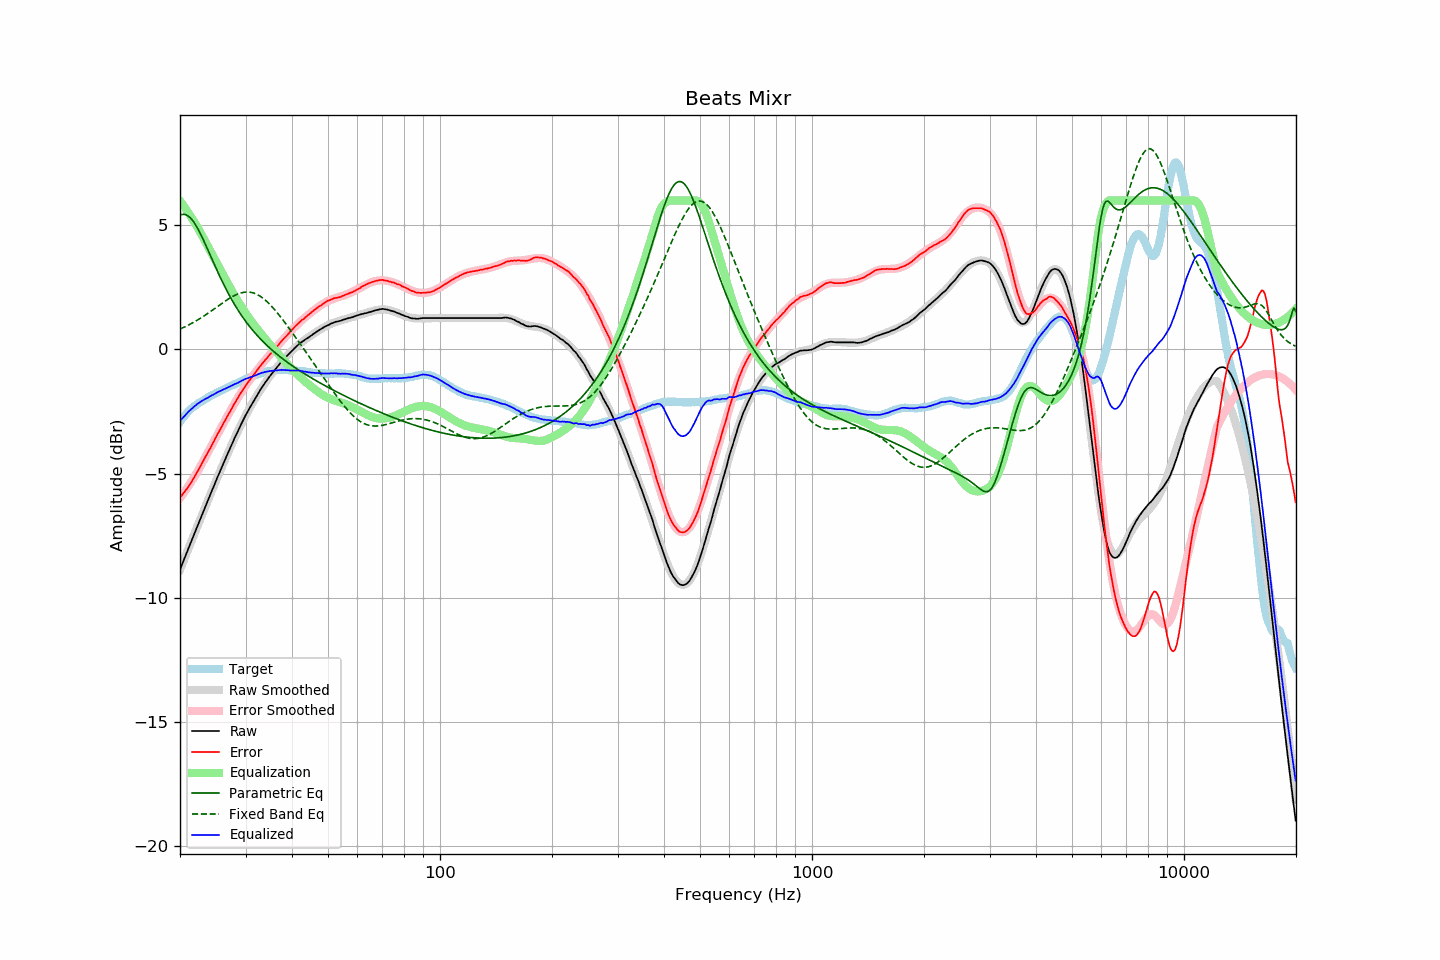 Beats Mixr
Amplitude (dBr)
5
0
−5
−10
−15
−20
Target
Raw Smoothed
Error Smoothed
Raw
Error
Equalization
Parametric Eq
Fixed Band Eq
Equalized
100
1000
10000
Frequency (Hz)